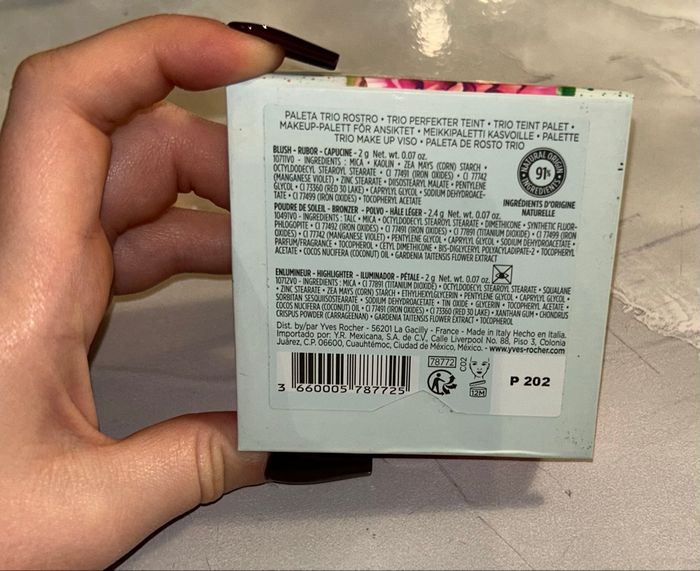 PALETA TRIO ROSTRO • TRIO PERFEKTER TEINT • TRIO TEINT PALET •
MAKEUP-PALETT FÖR ANSIKTET • MEIKKIPALETTI KASVOILLE • PALETTE
TRIO MAKE UP VISO • PALETA DE ROSTO TRIO
BLUSH - RUBOR - CAPUCINE - 2 g Net. wt. 0.07 oz.
10711V0 - INGREDIENTS : MICA • KAOLIN • ZEA MAYS (CORN) STARCH •
OCTYLDODECYL STEAROYL STEARATE • CI 77491 (IRON OXIDES) • CI 77742
(MANGANESE VIOLET) • ZINC STEARATE • DIISOSTEARYL MALATE • PENTYLENE
GLYCOL • CI 73360 (RED 30 LAKE) • CAPRYLYL GLYCOL • SODIUM DEHYDROACETATE
• CI 77499 (IRON OXIDES) • TOCOPHERYL ACETATE
NATURAL ORIGIN
91%
INGREDIENTS
INGRÉDIENTS D'ORIGINE
NATURELLE
POUDRE DE SOLEIL - BRONZER - POLVO - HÂLE LÉGER - 2,4 g Net. wt. 0.07 oz.
10491V0 - INGREDIENTS : TALC • MICA • OCTYLDODECYL STEAROYL STEARATE • DIMETHICONE • SYNTHETIC FLUOR-
PHLOGOPITE • CI 77492 (IRON OXIDES) • CI 77491 (IRON OXIDES) • CI 77891 (TITANIUM DIOXIDE) • CI 77499 (IRON
OXIDES) • CI 77742 (MANGANESE VIOLET) • PENTYLENE GLYCOL • CAPRYLYL GLYCOL • SODIUM DEHYDROACETATE •
PARFUM/FRAGRANCE • TOCOPHEROL • CETYL DIMETHICONE • BIS-DIGLYCERYL POLYACYLADIPATE-2 • TOCOPHERYL
ACETATE • COCOS NUCIFERA (COCONUT) OIL • GARDENIA TAITENSIS FLOWER EXTRACT
ENLUMINEUR - HIGHLIGHTER - ILUMINADOR - PÉTALE - 2 g Net. wt. 0.07 oz.
10712V0 - INGREDIENTS : MICA • CI 77891 (TITANIUM DIOXIDE) • OCTYLDODECYL STEAROYL STEARATE • SQUALANE
• ZINC STEARATE • ZEA MAYS (CORN) STARCH • ETHYLHEXYLGLYCERIN • PENTYLENE GLYCOL • CAPRYLYL GLYCOL •
SORBITAN SESQUIISOSTEARATE • SODIUM DEHYDROACETATE • TIN OXIDE • GLYCERIN • TOCOPHERYL ACETATE •
COCOS NUCIFERA (COCONUT) OIL • CI 77491 (IRON OXIDES) • CI 73360 (RED 30 LAKE) • XANTHAN GUM • CHONDRUS
CRISPUS POWDER (CARRAGEENAN) • GARDENIA TAITENSIS FLOWER EXTRACT • TOCOPHEROL
Dist. by/par Yves Rocher - 56201 La Gacilly - France - Made in Italy Hecho en Italia.
Importado por: Y.R. Mexicana, S.A. de C.V., Calle Liverpool No. 88, Piso 3, Colonia
Juárez, C.P. 06600, Cuauhtémoc, Ciudad de México, México. - www.yves-rocher.com
3 660005 787725
78772
C02
12M
P 202